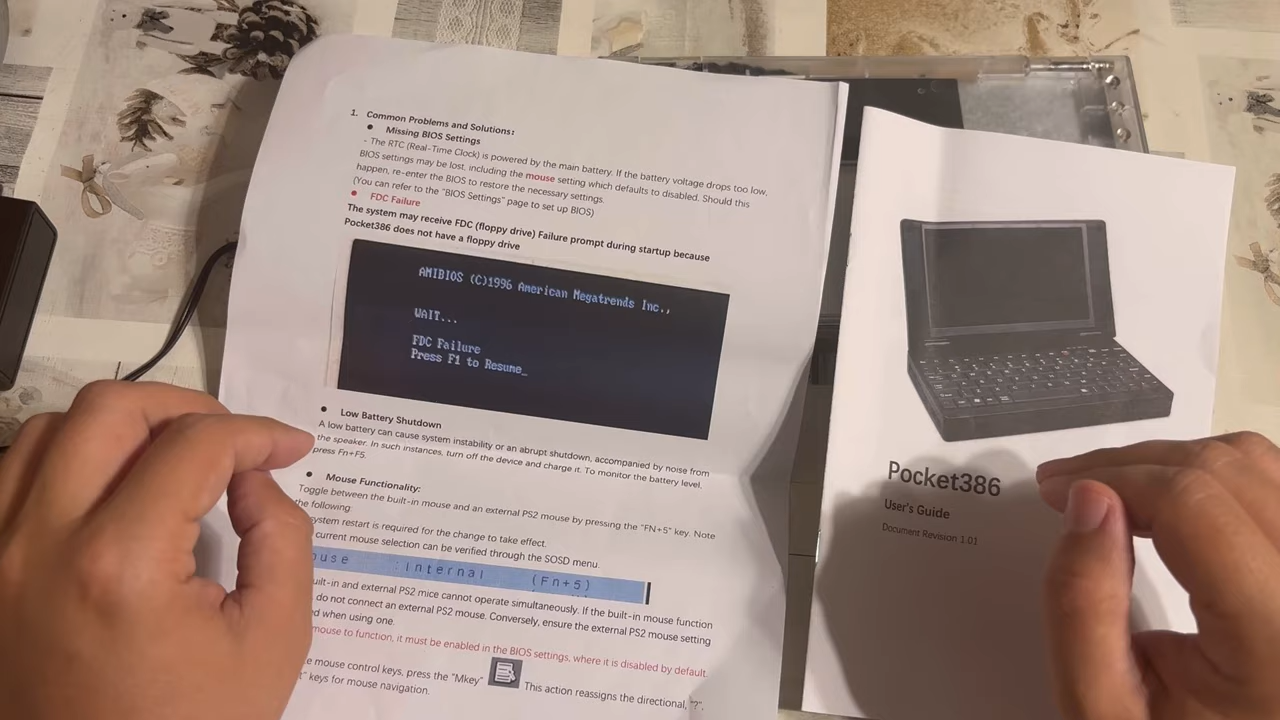 1. Common Problems and Solutions:
● Missing BIOS Settings
- The RTC (Real-Time Clock) is powered by the main battery. If the battery voltage drops too low,
BIOS settings may be lost, including the mouse setting which defaults to disabled. Should this
happen, re-enter the BIOS to restore the necessary settings.
(You can refer to the "BIOS Settings" page to set up BIOS)
● FDC Failure
The system may receive FDC (floppy drive) Failure prompt during startup because
Pocket386 does not have a floppy drive
AMIBIOS (C)1996 American Megatrends Inc.,
WAIT...
FDC Failure
Press F1 to Resume_
● Low Battery Shutdown
A low battery can cause system instability or an abrupt shutdown, accompanied by noise from
the speaker. In such instances, turn off the device and charge it. To monitor the battery level,
press Fn+F5.
● Mouse Functionality:
Toggle between the built-in mouse and an external PS2 mouse by pressing the "FN+5" key. Note
the following:
system restart is required for the change to take effect.
current mouse selection can be verified through the SOSD menu.
ouse :Internal (Fn+5)
uilt-in and external PS2 mice cannot operate simultaneously. If the built-in mouse function
do not connect an external PS2 mouse. Conversely, ensure the external PS2 mouse setting
d when using one.
mouse to function, it must be enabled in the BIOS settings, where it is disabled by default.
e mouse control keys, press the "Mkey" This action reassigns the directional, "?",
" keys for mouse navigation.
Pocket386
User's Guide
Document Revision 1.01